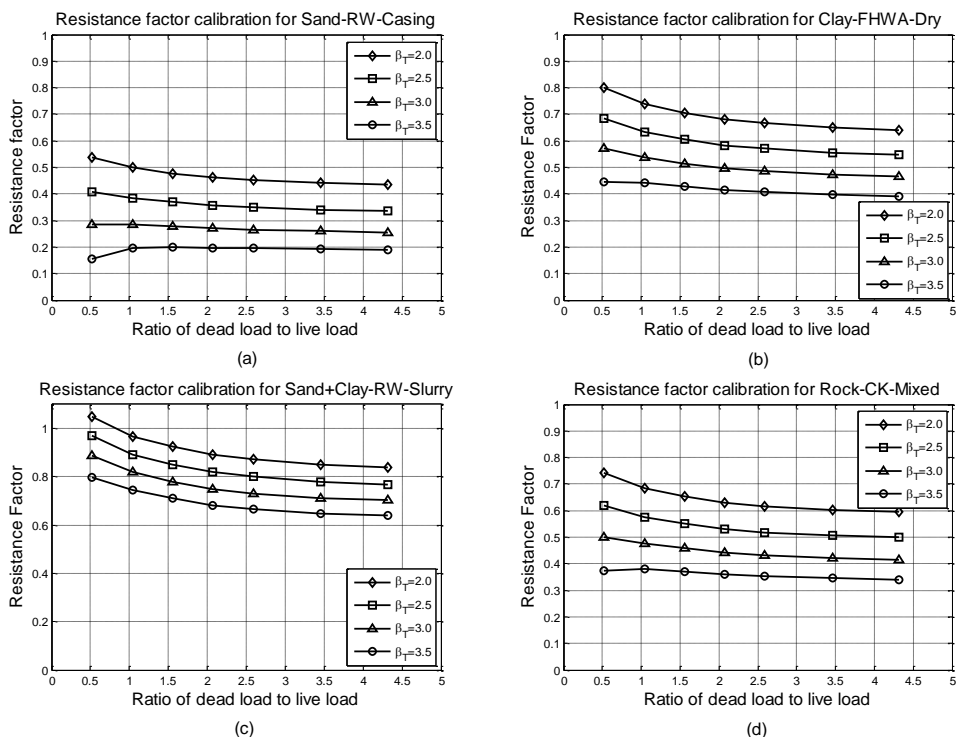 Resistance factor calibration for Sand-RW-Casing
1
0.9
0.8
0.7
0.6
0.5
0.4
0.3
0.2
0.1
0
Resistance factor
β_T=2.0
β_T=2.5
β_T=3.0
β_T=3.5
0 0.5 1 1.5 2 2.5 3 3.5 4 4.5 5
Ratio of dead load to live load
(a)
Resistance factor calibration for Clay-FHWA-Dry
1
0.9
0.8
0.7
0.6
0.5
0.4
0.3
0.2
0.1
0
Resistance Factor
β_T=2.0
β_T=2.5
β_T=3.0
β_T=3.5
0 0.5 1 1.5 2 2.5 3 3.5 4 4.5 5
Ratio of dead load to live load
(b)
Resistance factor calibration for Sand+Clay-RW-Slurry
1
0.8
0.6
0.4
0.2
0
Resistance Factor
β_T=2.0
β_T=2.5
β_T=3.0
β_T=3.5
0 0.5 1 1.5 2 2.5 3 3.5 4 4.5 5
Ratio of dead load to live load
(c)
Resistance factor calibration for Rock-CK-Mixed
1
0.9
0.8
0.7
0.6
0.5
0.4
0.3
0.2
0.1
0
Resistance Factor
β_T=2.0
β_T=2.5
β_T=3.0
β_T=3.5
0 0.5 1 1.5 2 2.5 3 3.5 4 4.5 5
Ratio of dead load to live load
(d)